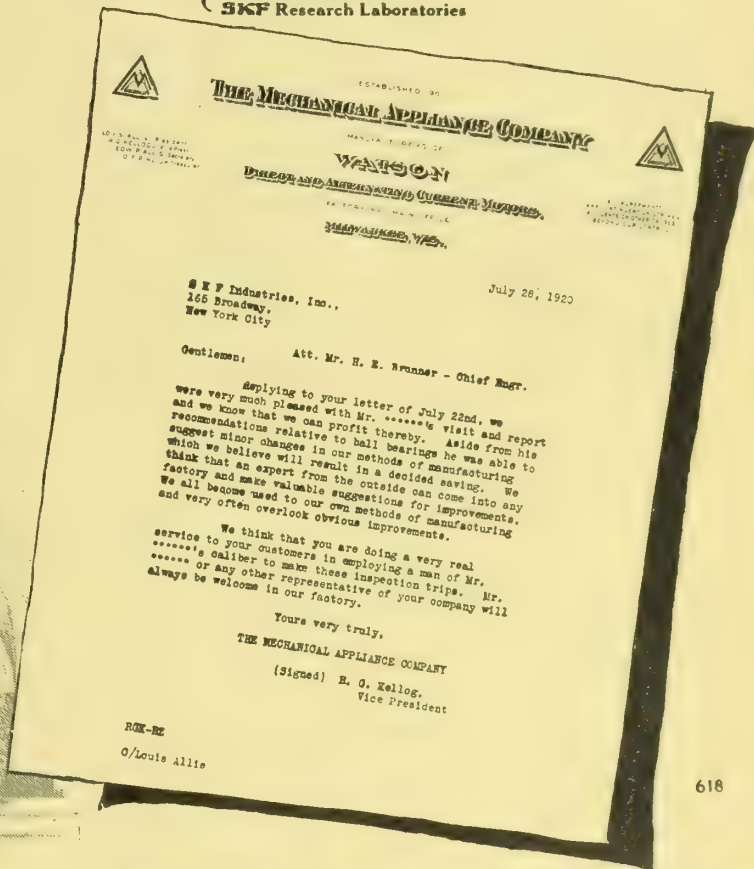 SKF Research Laboratories
ESTABLISHED
THE MECHANICAL APPLIANCE COMPANY
WATSON
DIRECT AND ALTERNATING CURRENT MOTORS.
MILWAUKEE, WIS.
July 28, 1920
S K F Industries, Inc.,
165 Broadway,
New York City
Att. Mr. H. E. Brunner - Chief Engr.
Gentlemen;
Replying to your letter of July 22nd, we
were very much pleased with Mr. ••••••'s visit and report
and we know that we can profit thereby. Aside from his
recommendations relative to ball bearings he was able to
suggest minor changes in our methods of manufacturing
which we believe will result in a decided saving. We
think that an expert from the outside can come into any
factory and make valuable suggestions for improvements.
We all become used to our own methods of manufacturing
and very often overlook obvious improvements.
We think that you are doing a very real
service to your customers in employing a man of Mr.
••••••'s caliber to make these inspection trips. Mr.
•••••• or any other representative of your company will
always be welcome in our factory.
Yours very truly,
THE MECHANICAL APPLIANCE COMPANY
(Signed) R. G. Kellog.
Vice President
RGK-RZ
C/Louis Allis
618